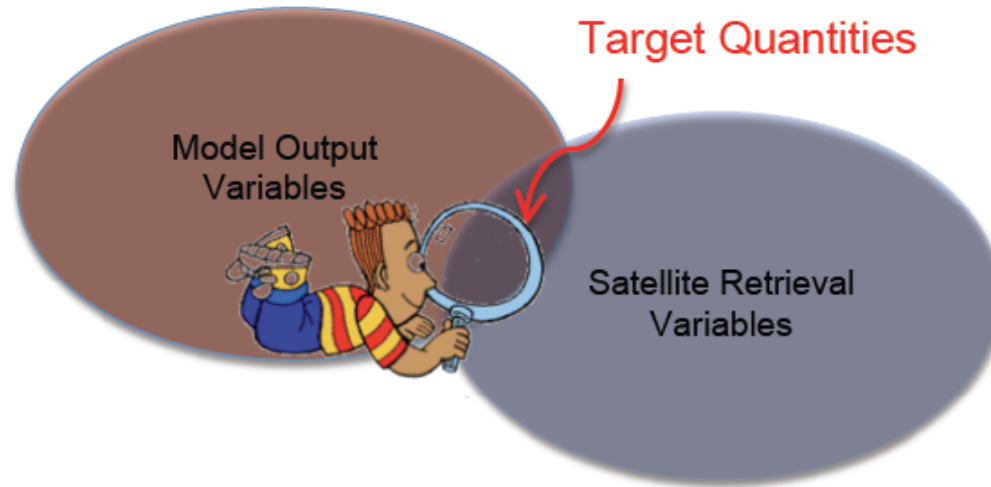 Target Quantities
Model Output
Variables
Satellite Retrieval
Variables